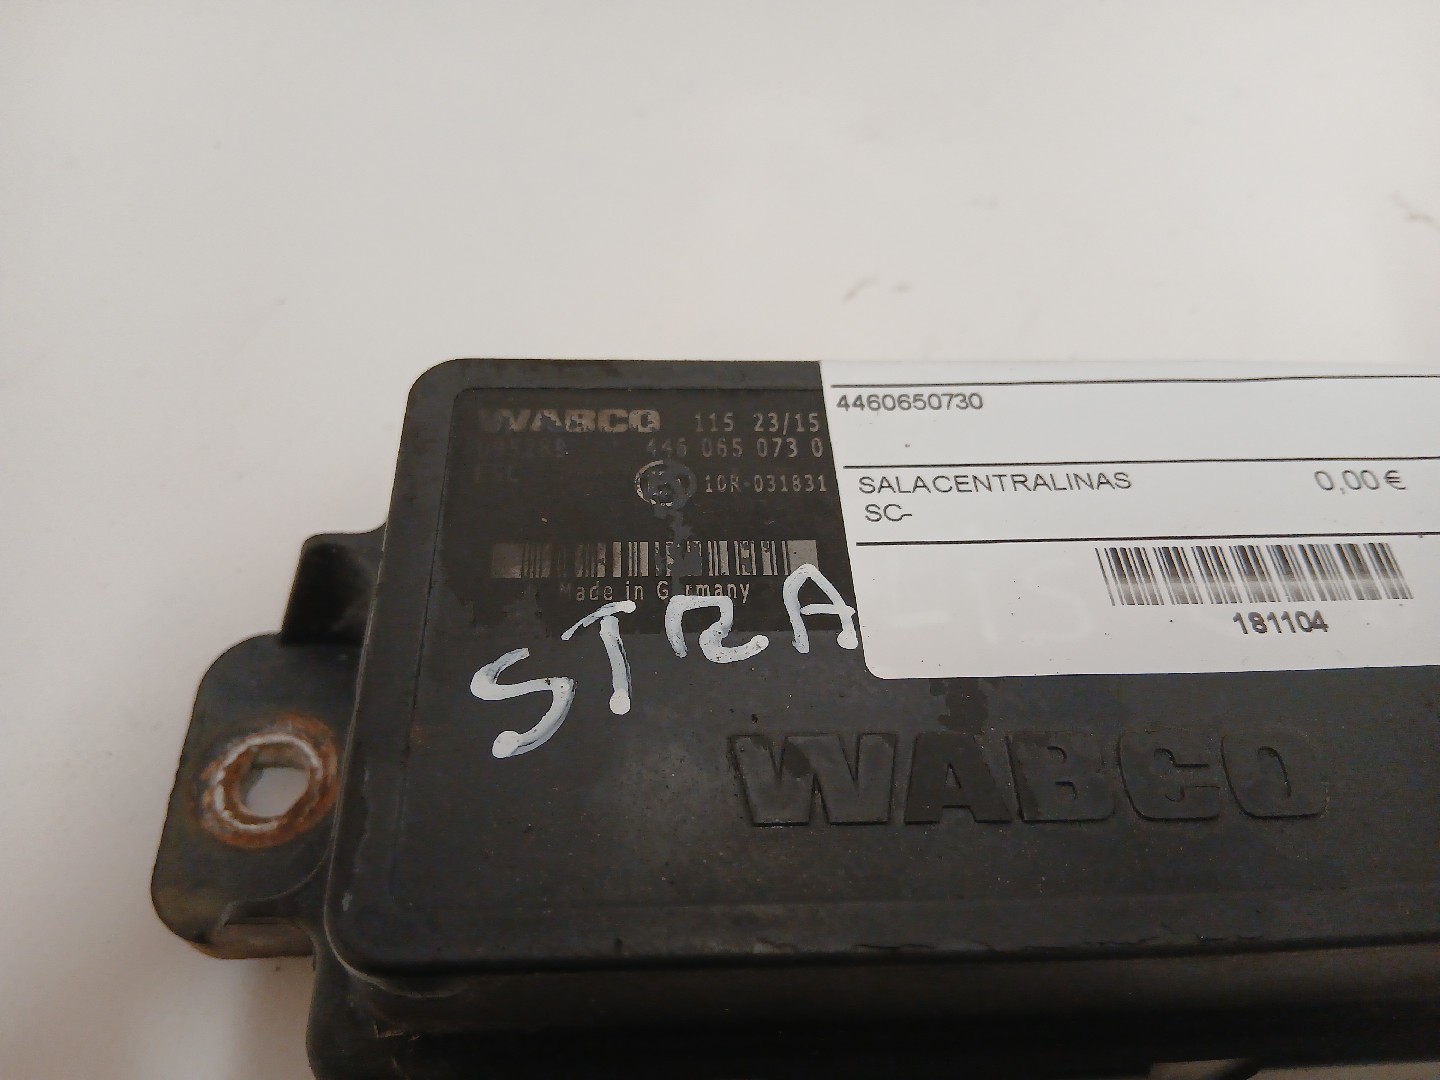 WABCO 115 23/15
446 065 073 0
10R-031831
Made in Germany
STRA
4460650730
SALACENTRALINAS 0,00€
SC-
181104
WABCO